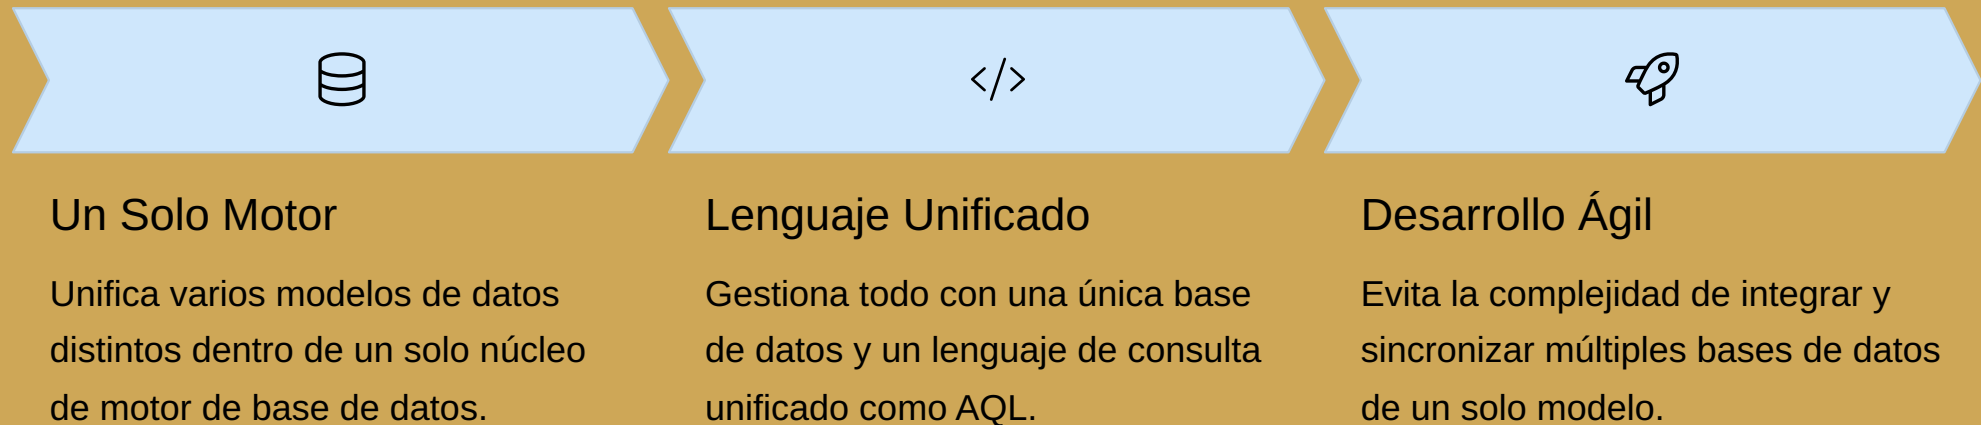 Un Solo Motor
Unifica varios modelos de datos
distintos dentro de un solo núcleo
de motor de base de datos.
Lenguaje Unificado
Gestiona todo con una única base
de datos y un lenguaje de consulta
unificado como AQL.
Desarrollo Ágil
Evita la complejidad de integrar y
sincronizar múltiples bases de datos
de un solo modelo.